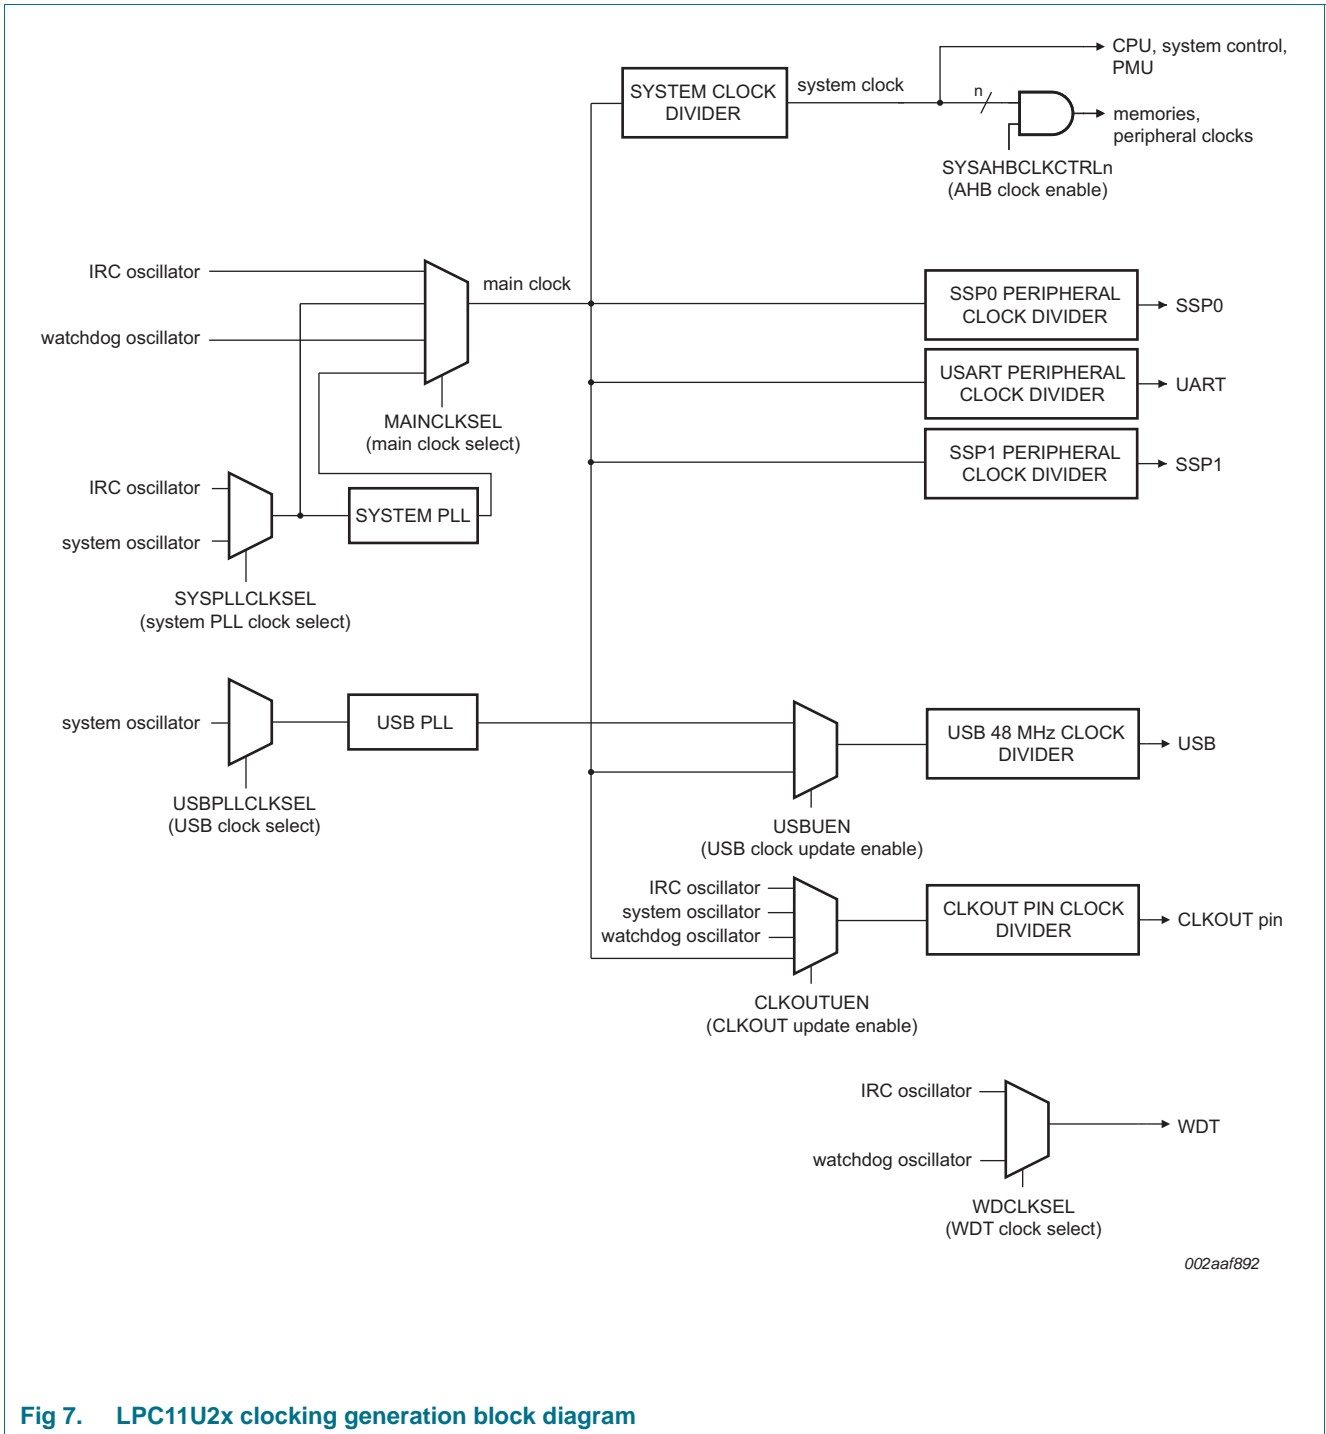 CPU, system control,
PMU
SYSTEM CLOCK
DIVIDER
system clock
n
memories,
peripheral clocks
SYSAHBCLKCTRLn
(AHB clock enable)
IRC oscillator
main clock
watchdog oscillator
MAINCLKSEL
(main clock select)
SSP0 PERIPHERAL
CLOCK DIVIDER
SSP0
USART PERIPHERAL
CLOCK DIVIDER
UART
SSP1 PERIPHERAL
CLOCK DIVIDER
SSP1
IRC oscillator
system oscillator
SYSTEM PLL
SYSPLLCLKSEL
(system PLL clock select)
system oscillator
USB PLL
USBPLLCLKSEL
(USB clock select)
USB 48 MHz CLOCK
DIVIDER
USB
USBUEN
(USB clock update enable)
IRC oscillator
system oscillator
watchdog oscillator
CLKOUT PIN CLOCK
DIVIDER
CLKOUT pin
CLKOUTUEN
(CLKOUT update enable)
IRC oscillator
watchdog oscillator
WDT
WDCLKSEL
(WDT clock select)
002aaf892
Fig 7. LPC11U2x clocking generation block diagram